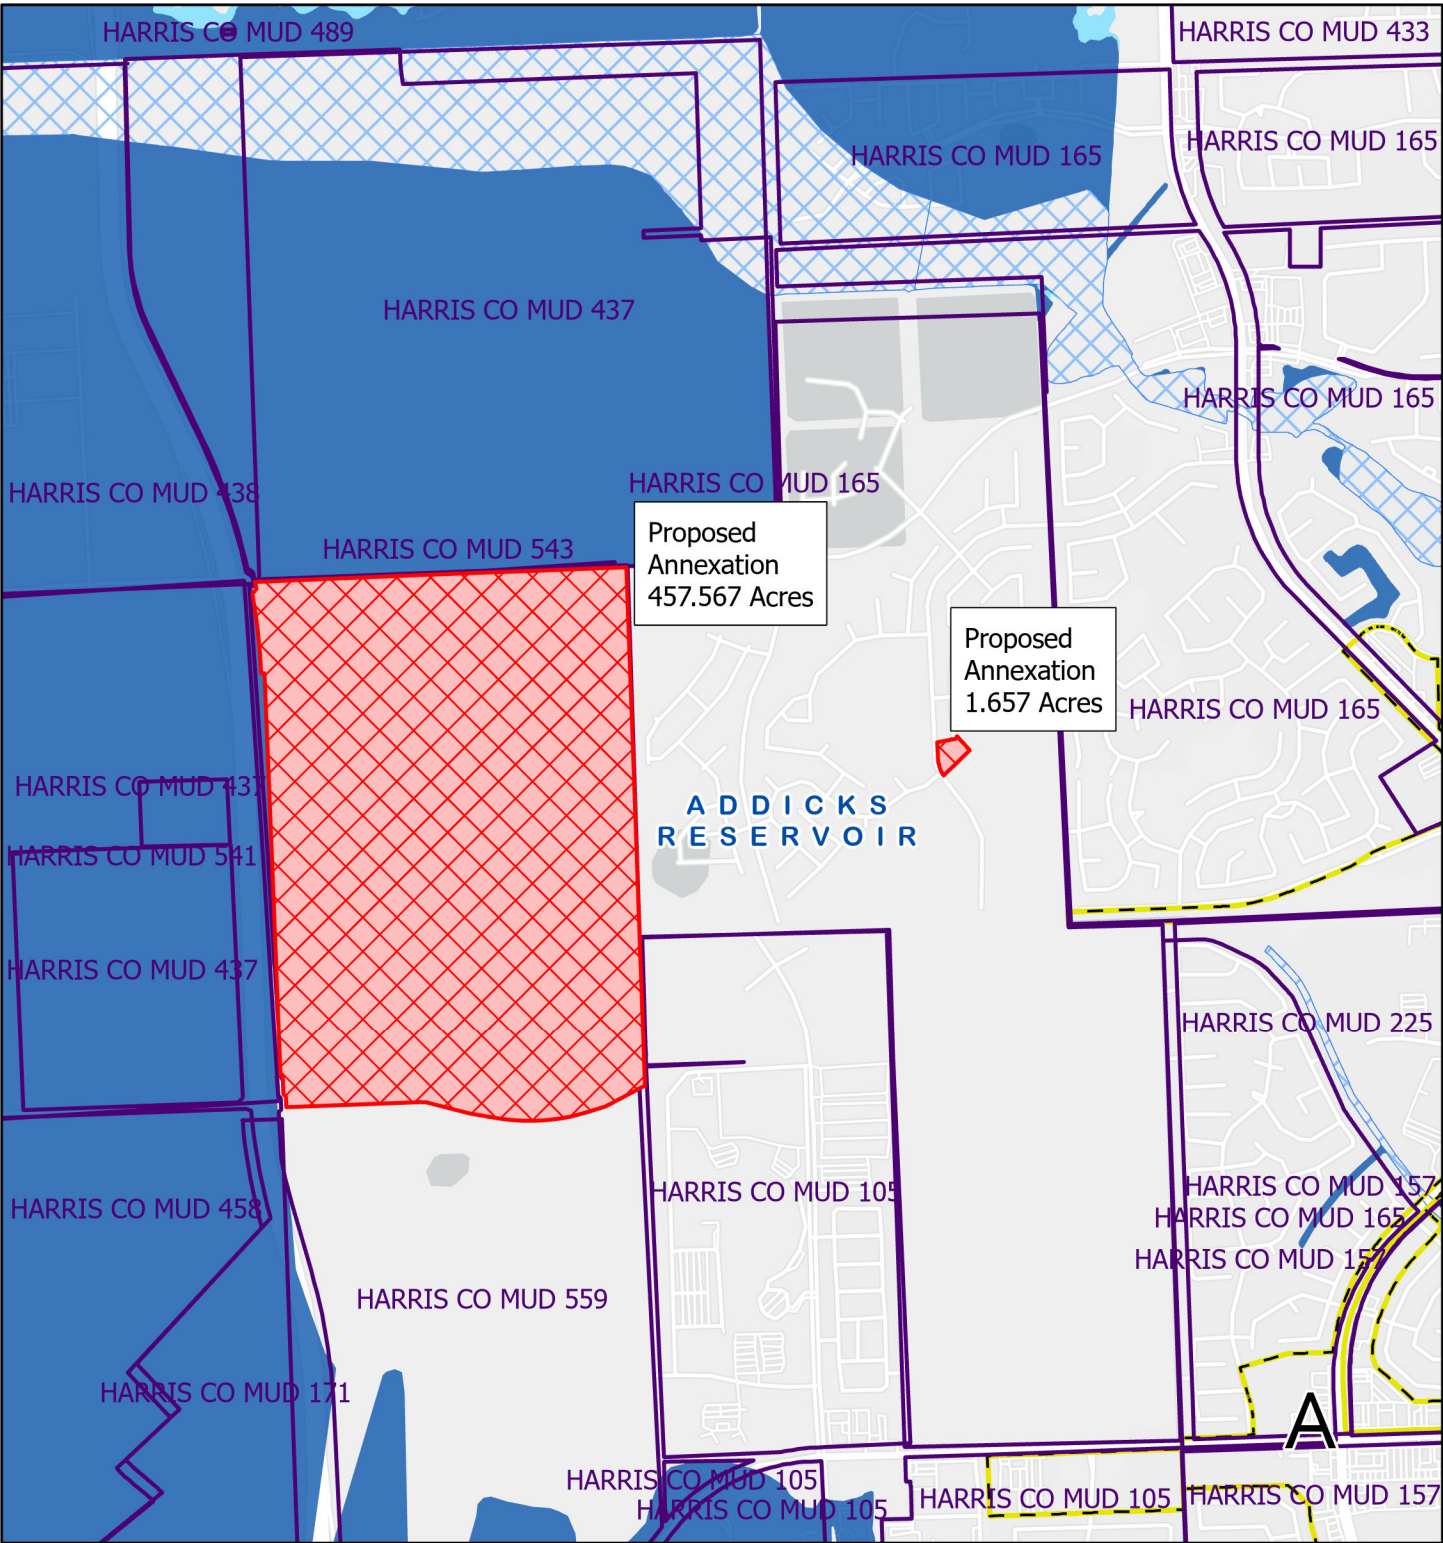 HARRIS CO MUD 489
HARRIS CO MUD 433
HARRIS CO MUD 165
HARRIS CO MUD 165
HARRIS CO MUD 437
HARRIS CO MUD 165
HARRIS CO MUD 438
HARRIS CO MUD 165
HARRIS CO MUD 543
Proposed
Annexation
457.567 Acres
Proposed
Annexation
1.657 Acres
HARRIS CO MUD 165
HARRIS CO MUD 437
ADDICKS
RESERVOIR
HARRIS CO MUD 541
HARRIS CO MUD 437
HARRIS CO MUD 225
HARRIS CO MUD 157
HARRIS CO MUD 105
HARRIS CO MUD 458
HARRIS CO MUD 165
HARRIS CO MUD 157
HARRIS CO MUD 559
HARRIS CO MUD 171
A
HARRIS CO MUD 105
HARRIS CO MUD 105
HARRIS CO MUD 105
HARRIS CO MUD 157